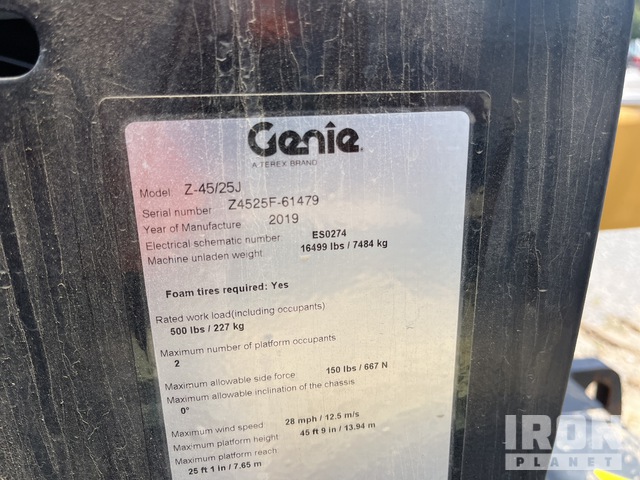 Genie
A TEREX BRAND
Model Z-45/25J
Serial number Z4525F-61479
Year of Manufacture 2019
Electrical schematic number ES0274
Machine unladen weight 16499 lbs / 7484 kg
Foam tires required: Yes
Rated work load(including occupants)
500 lbs / 227 kg
Maximum number of platform occupants
2
Maximum allowable side force 150 lbs / 667 N
Maximum allowable inclination of the chassis
0°
Maximum wind speed 28 mph / 12.5 m/s
Maximum platform height 45 ft 9 in / 13.94 m
Maximum platform reach
25 ft 1 in / 7.65 m
IRON
PLANET